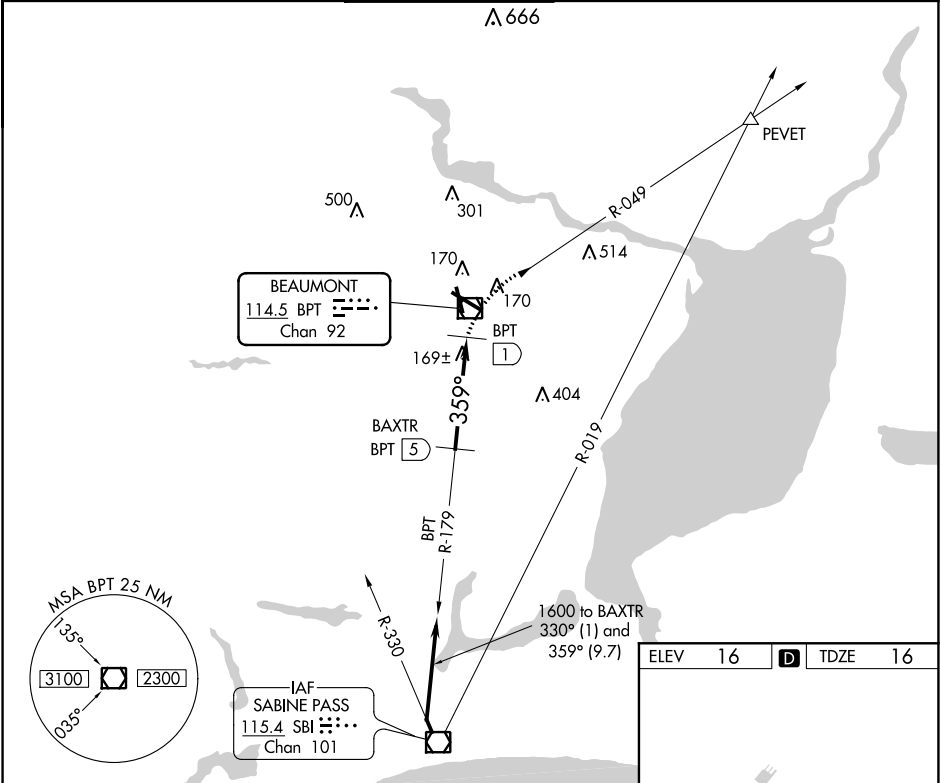 666
PEVET
R-049
500
301
514
170
170
BEAUMONT
114.5 BPT
Chan 92
BPT
1
169±
359°
404
BAXTR
BPT 5
R-019
BPT
R-179
MSA BPT 25 NM
135°
3100
2300
035°
R-330
1600 to BAXTR
330° (1) and
359° (9.7)
IAF
SABINE PASS
115.4 SBI
Chan 101
ELEV 16 D TDZE 16